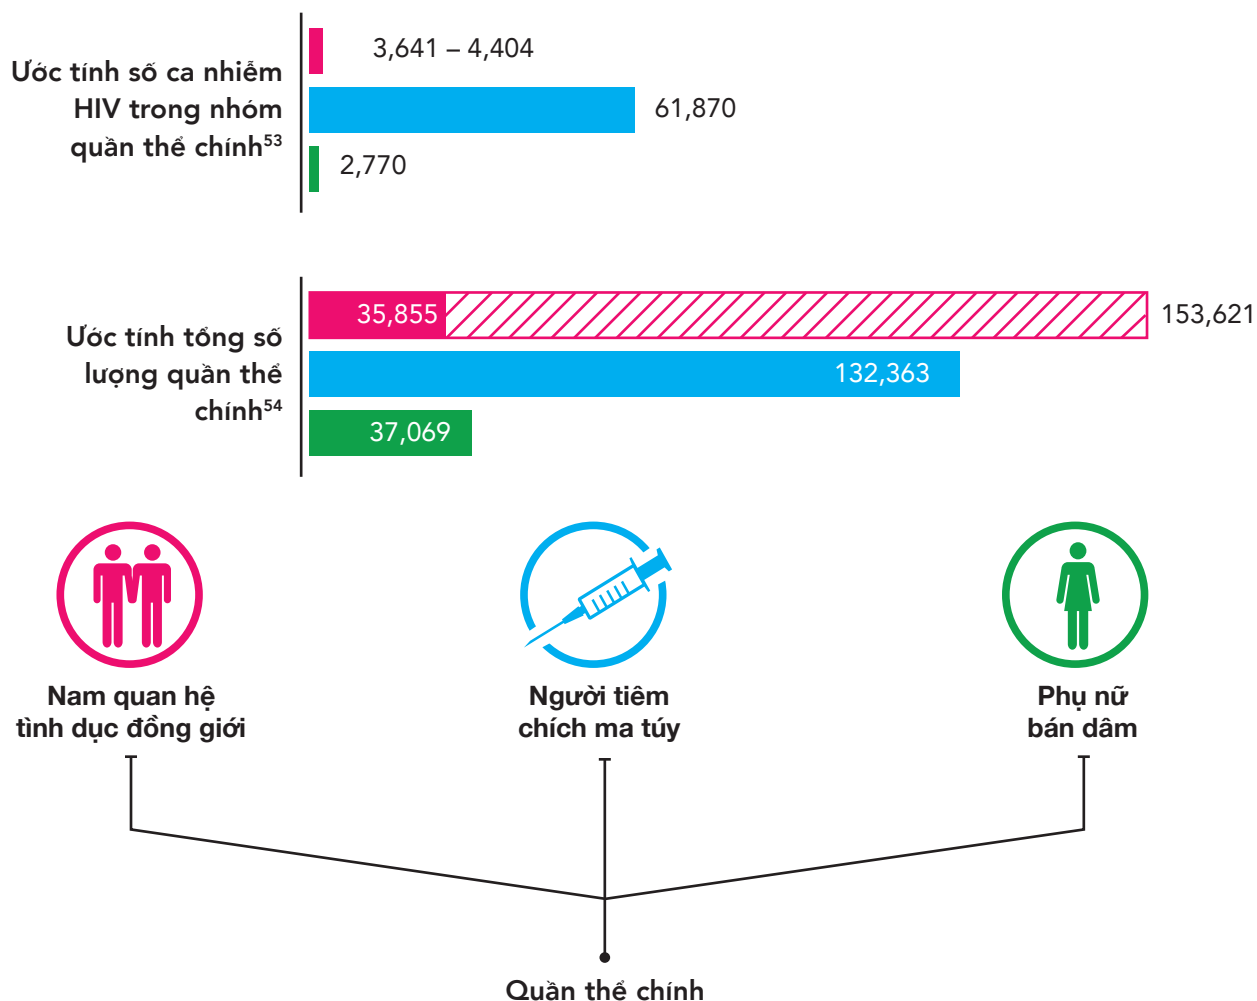 Ước tính số ca nhiễm
HIV trong nhóm
quần thể chính53
3,641 – 4,404
61,870
2,770
Ước tính tổng số
lượng quần thể
chính54
35,855
153,621
132,363
37,069
Nam quan hệ
tình dục đồng giới
Người tiêm
chích ma túy
Phụ nữ
bán dâm
Quần thể chính